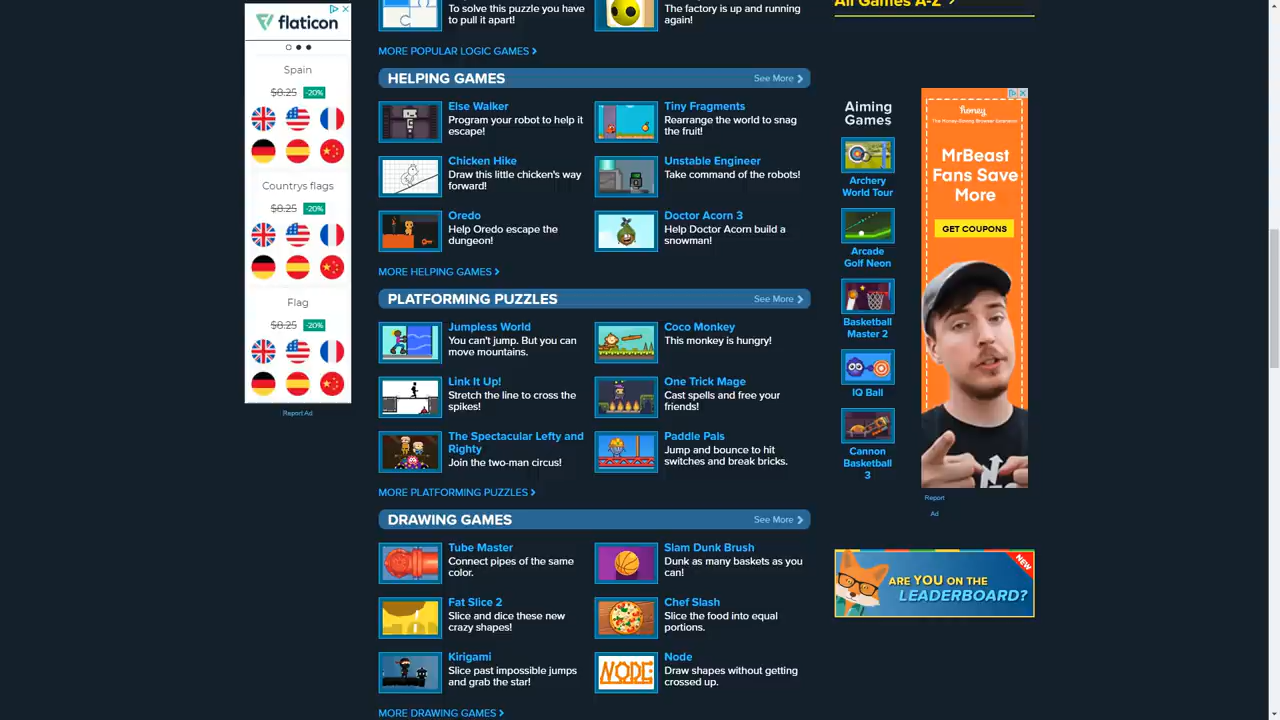 flaticon
Spain
$8.25 -20%
Countrys flags
$8.25 -20%
Flag
$8.25 -20%
Report Ad
To solve this puzzle you have
to pull it apart!
The factory is up and running
again!
MORE POPULAR LOGIC GAMES >
HELPING GAMES
See More >
Else Walker
Program your robot to help it
escape!
Tiny Fragments
Rearrange the world to snag
the fruit!
Chicken Hike
Draw this little chicken's way
forward!
Unstable Engineer
Take command of the robots!
Oredo
Help Oredo escape the
dungeon!
Doctor Acorn 3
Help Doctor Acorn build a
snowman!
MORE HELPING GAMES >
PLATFORMING PUZZLES
See More >
Jumpless World
You can't jump. But you can
move mountains.
Coco Monkey
This monkey is hungry!
Link It Up!
Stretch the line to cross the
spikes!
One Trick Mage
Cast spells and free your
friends!
The Spectacular Lefty and
Righty
Join the two-man circus!
Paddle Pals
Jump and bounce to hit
switches and break bricks.
MORE PLATFORMING PUZZLES >
DRAWING GAMES
See More >
Tube Master
Connect pipes of the same
color.
Slam Dunk Brush
Dunk as many baskets as you
can!
Fat Slice 2
Slice and dice these new
crazy shapes!
Chef Slash
Slice the food into equal
portions.
Kirigami
Slice past impossible jumps
and grab the star!
NODE
Node
Draw shapes without getting
crossed up.
MORE DRAWING GAMES >
All Games A-Z >
Aiming
Games
Archery
World Tour
Arcade
Golf Neon
Basketball
Master 2
IQ Ball
Cannon
Basketball
3
honey
The Money-Saving Browser Extension
MrBeast
Fans Save
More
GET COUPONS
Report
Ad
NEW
ARE YOU ON THE
LEADERBOARD?